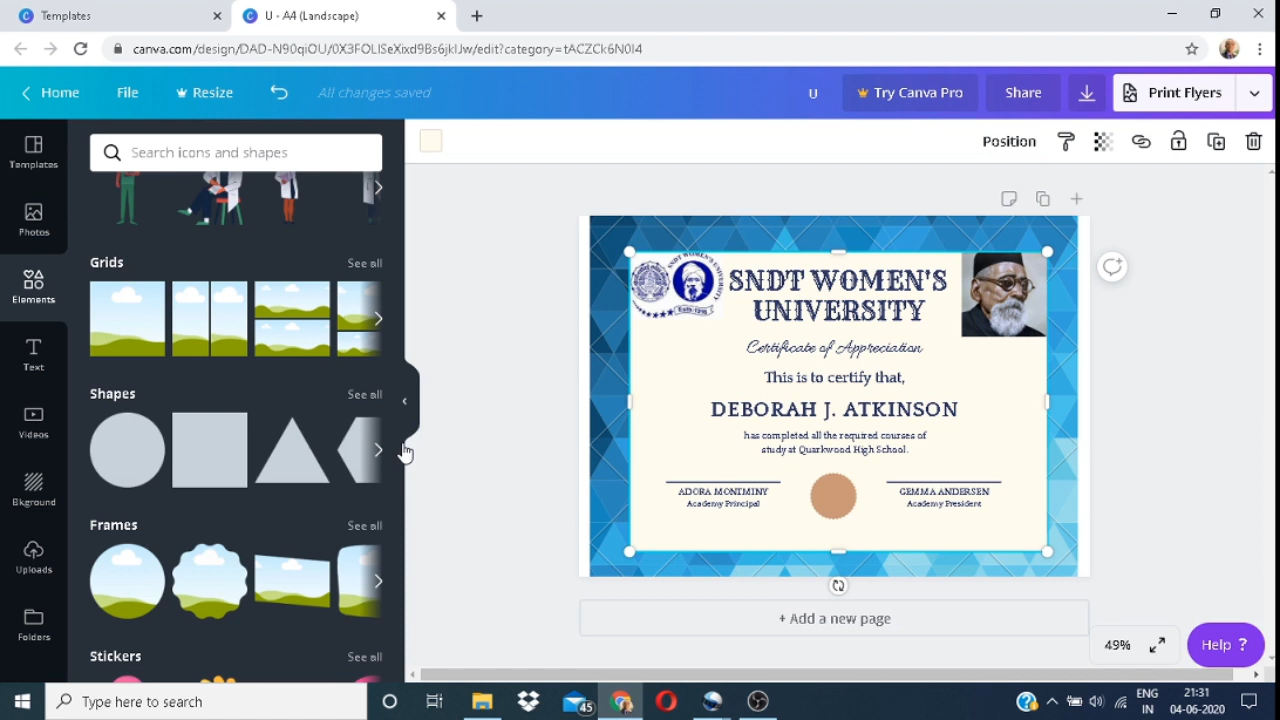 Templates
U - A4 (Landscape)
canva.com/design/DAD-N90qiOU/0X3FOLISeXixd9Bs6jkIJw/edit?category=tACZCk6N0I4
Home
File
Resize
All changes saved
U
Try Canva Pro
Share
Print Flyers
Templates
Photos
Elements
Text
Videos
Bkground
Uploads
Folders
Search icons and shapes
Grids
See all
Shapes
See all
Frames
See all
Stickers
See all
Position
SNDT WOMEN'S
UNIVERSITY
Certificate of Appreciation
This is to certify that,
DEBORAH J. ATKINSON
has completed all the required courses of
study at Quarkwood High School.
ADORA MONTMINY
Academy Principal
GEMMA ANDERSEN
Academy President
+ Add a new page
49%
Help ?
Type here to search
45
ENG
IN
21:31
04-06-2020